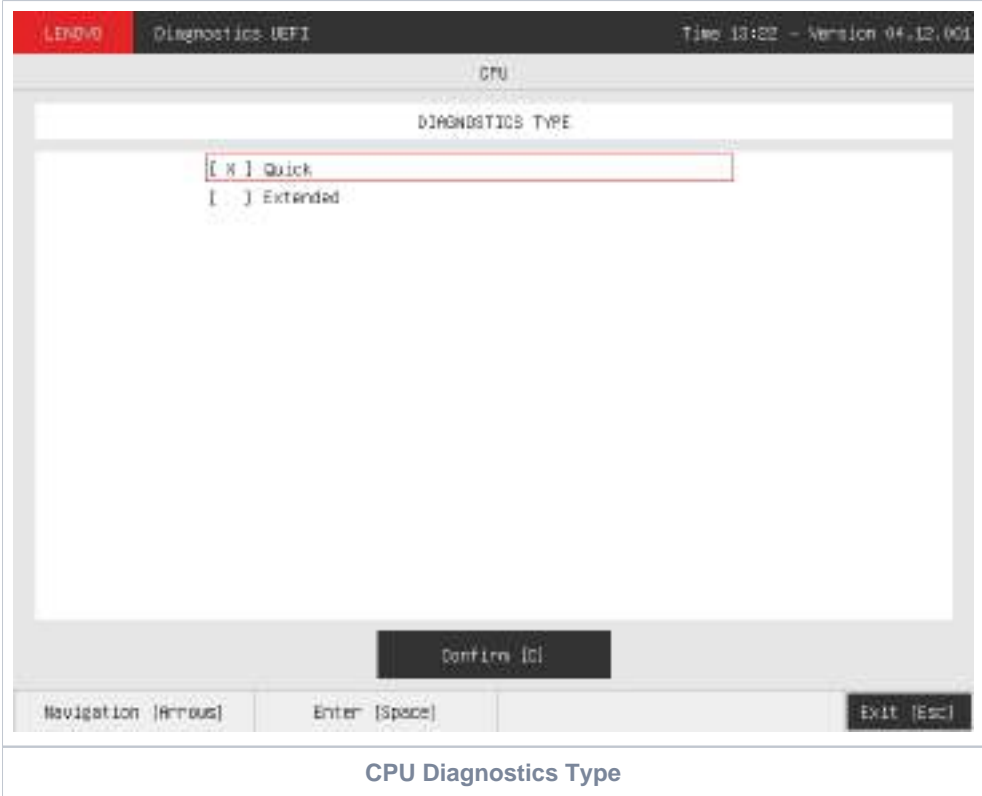 LENOVO Diagnostics UEFI Time 13:22 - Version 04.12.001
CPU
DIAGNOSTICS TYPE
[ X ] Quick
[ ] Extended
Confirm [C]
Navigation [Arrows] Enter [Space] Exit [Esc]
CPU Diagnostics Type